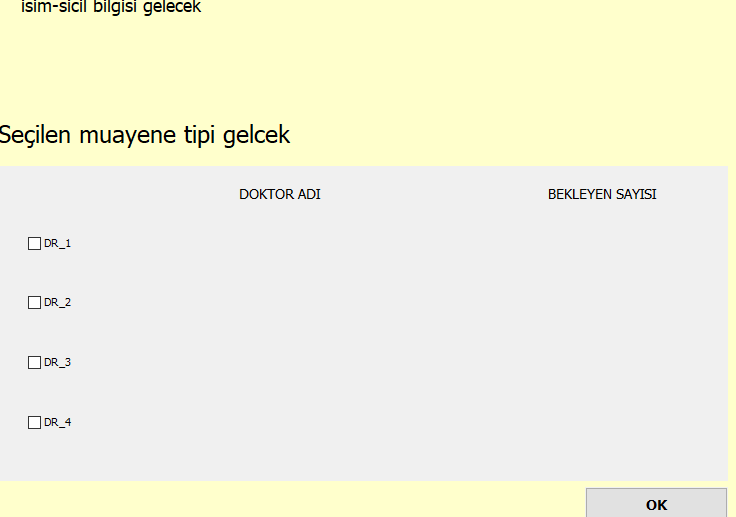 isim-sicil bilgisi gelecek
Seçilen muayene tipi gelcek
DOKTOR ADI BEKLEYEN SAYISI
DR_1
DR_2
DR_3
DR_4
OK